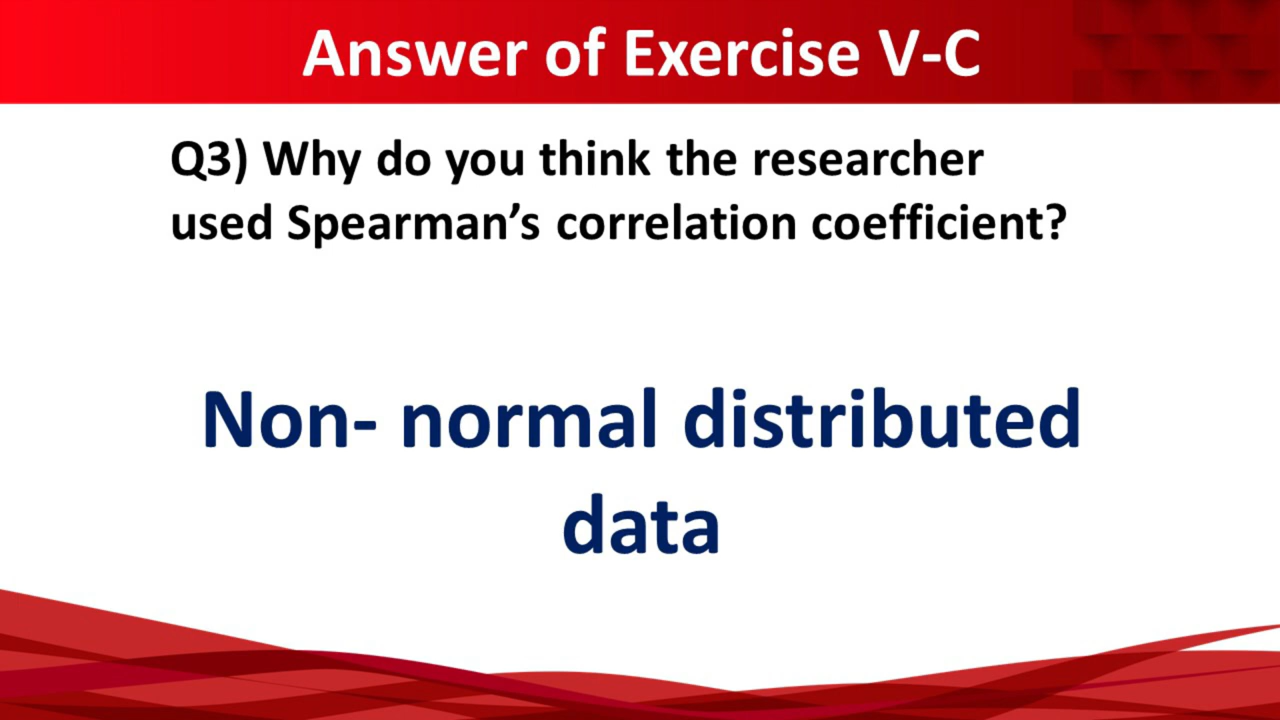 Answer of Exercise V-C
Q3) Why do you think the researcher
used Spearman’s correlation coefficient?
Non- normal distributed
data